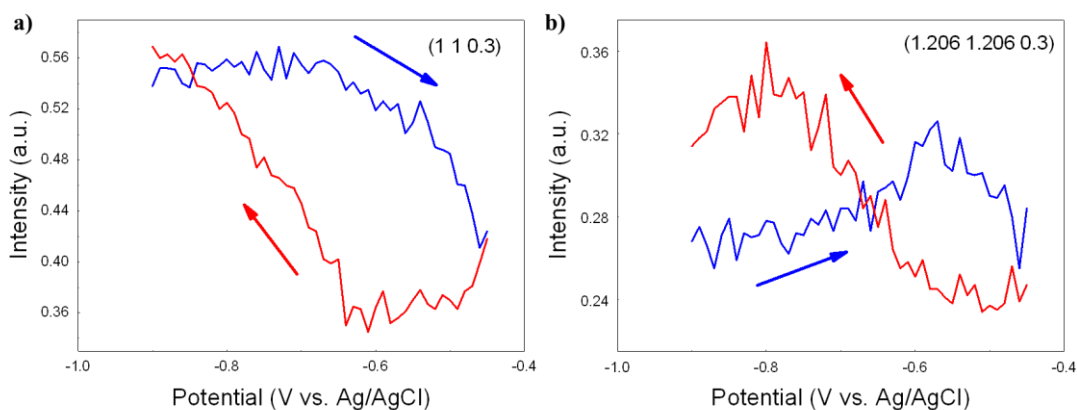 a)
(1 1 0.3)
0.56
0.52
0.48
0.44
0.40
0.36
Intensity (a.u.)
-1.0
-0.8
-0.6
-0.4
Potential (V vs. Ag/AgCl)
b)
(1.206 1.206 0.3)
0.36
0.32
0.28
0.24
Intensity (a.u.)
-1.0
-0.8
-0.6
-0.4
Potential (V vs. Ag/AgCl)